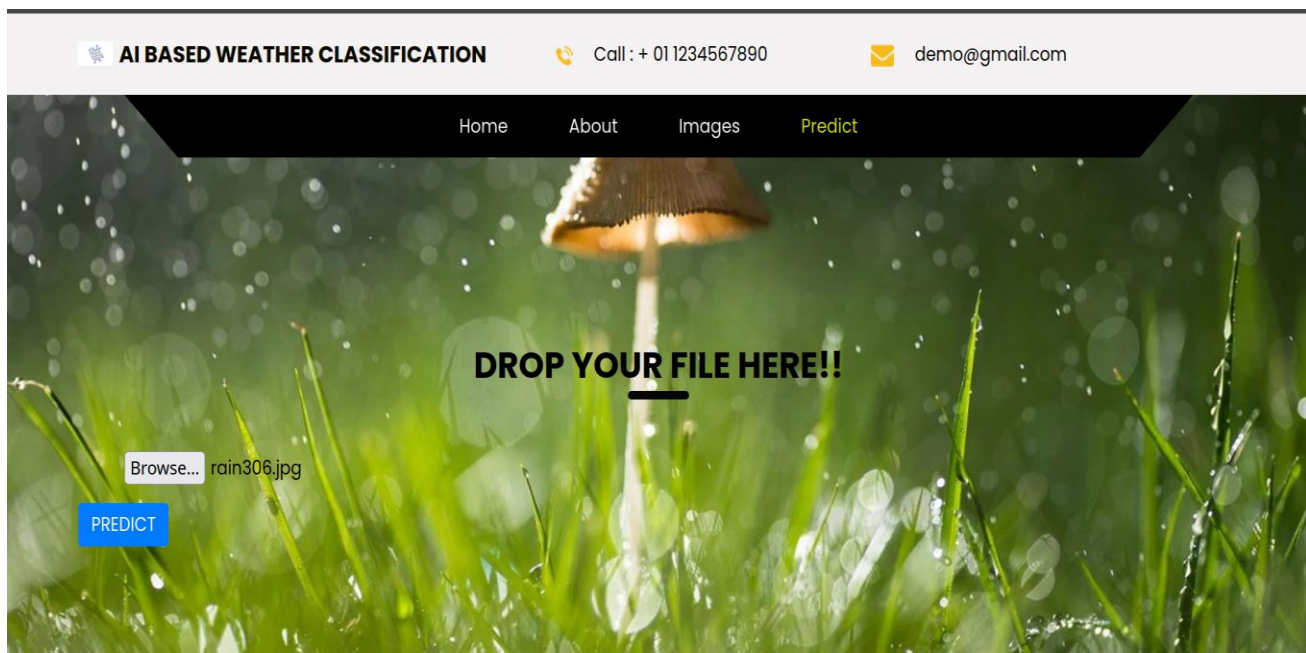 AI BASED WEATHER CLASSIFICATION
Call : + 01 1234567890
demo@gmail.com
Home About Images Predict
DROP YOUR FILE HERE!!
Browse... rain306.jpg
PREDICT